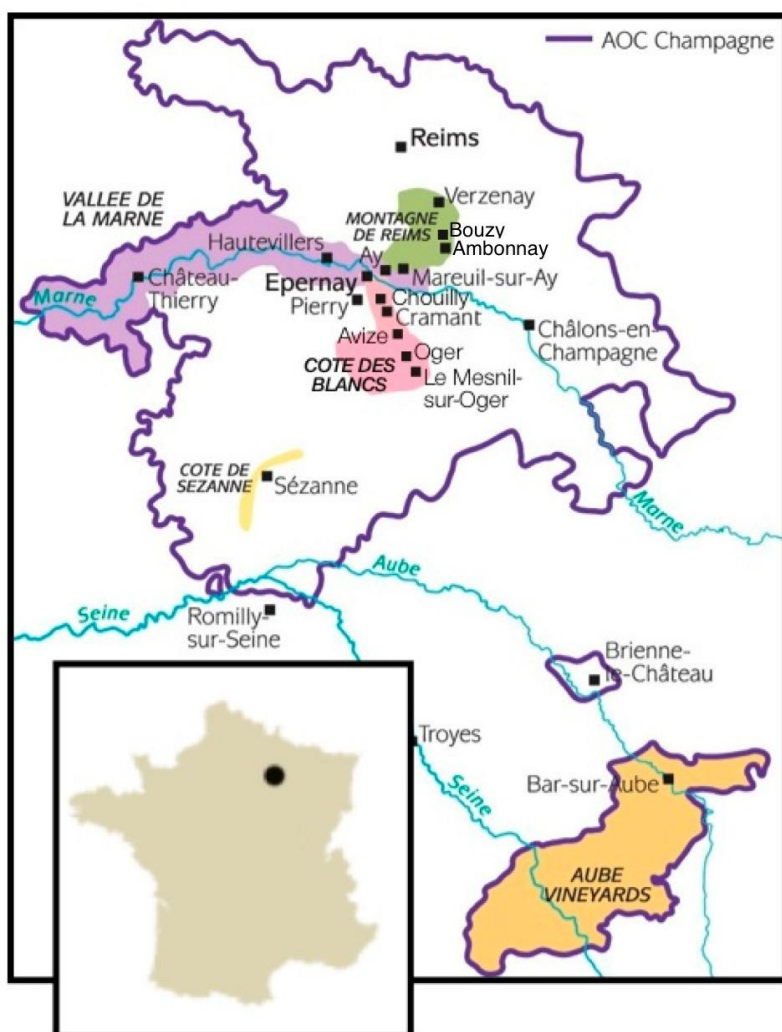 AOC Champagne
Reims
VALLEE DE
LA MARNE
Verzenay
MONTAGNE
DE REIMS
Bouzy
Ambonnay
Hautevillers
Ay
Mareuil-sur-Ay
Epernay
Château-
Thierry
Marne
Pierry
Chouilly
Cramant
Châlons-en-
Champagne
Avize
Oger
COTE DES
BLANCS
Le Mesnil-
sur-Oger
COTE DE
SEZANNE
Sézanne
Marne
Aube
Seine
Romilly-
sur-Seine
Brienne-
le-Château
Troyes
Seine
Bar-sur-Aube
AUBE
VINEYARDS